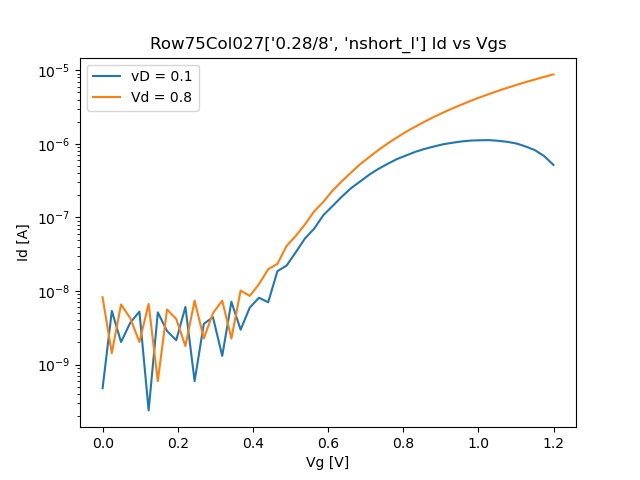 Row75Col027['0.28/8', 'nshort_l'] Id vs Vgs
vD = 0.1
Vd = 0.8
Id [A]
10⁻⁵
10⁻⁶
10⁻⁷
10⁻⁸
10⁻⁹
0.0 0.2 0.4 0.6 0.8 1.0 1.2
Vg [V]